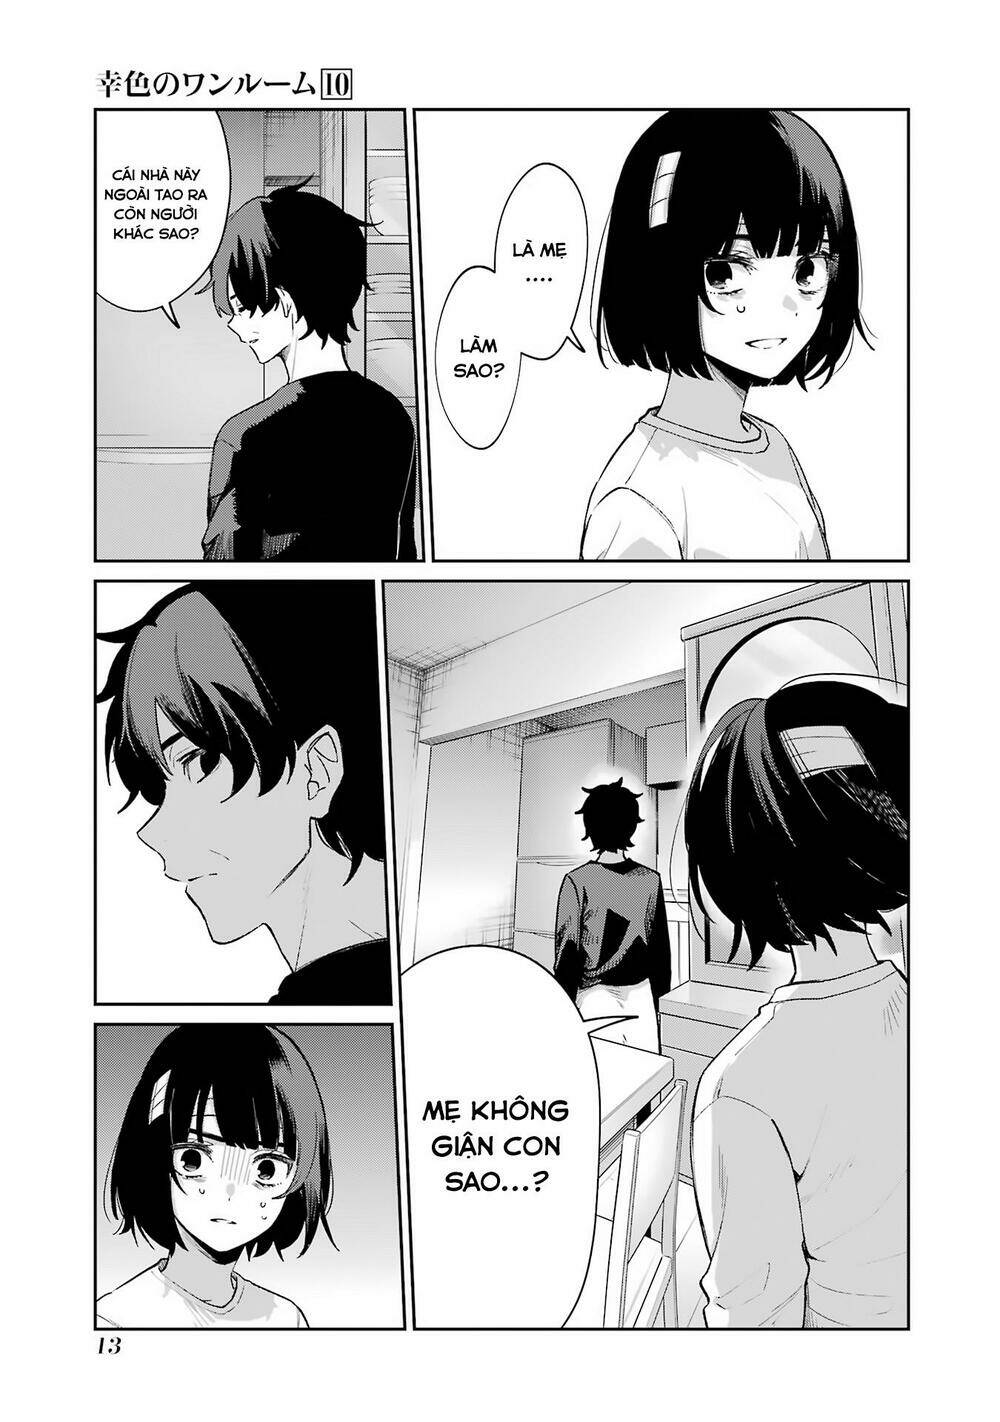 幸色のワンルーム10
LÀ MẸ
....
LÀM
SAO?
CÁI NHÀ NÀY
NGOÀI TAO RA
CÒN NGƯỜI
KHÁC SAO?
MẸ KHÔNG
GIẬN CON
SAO...?
13